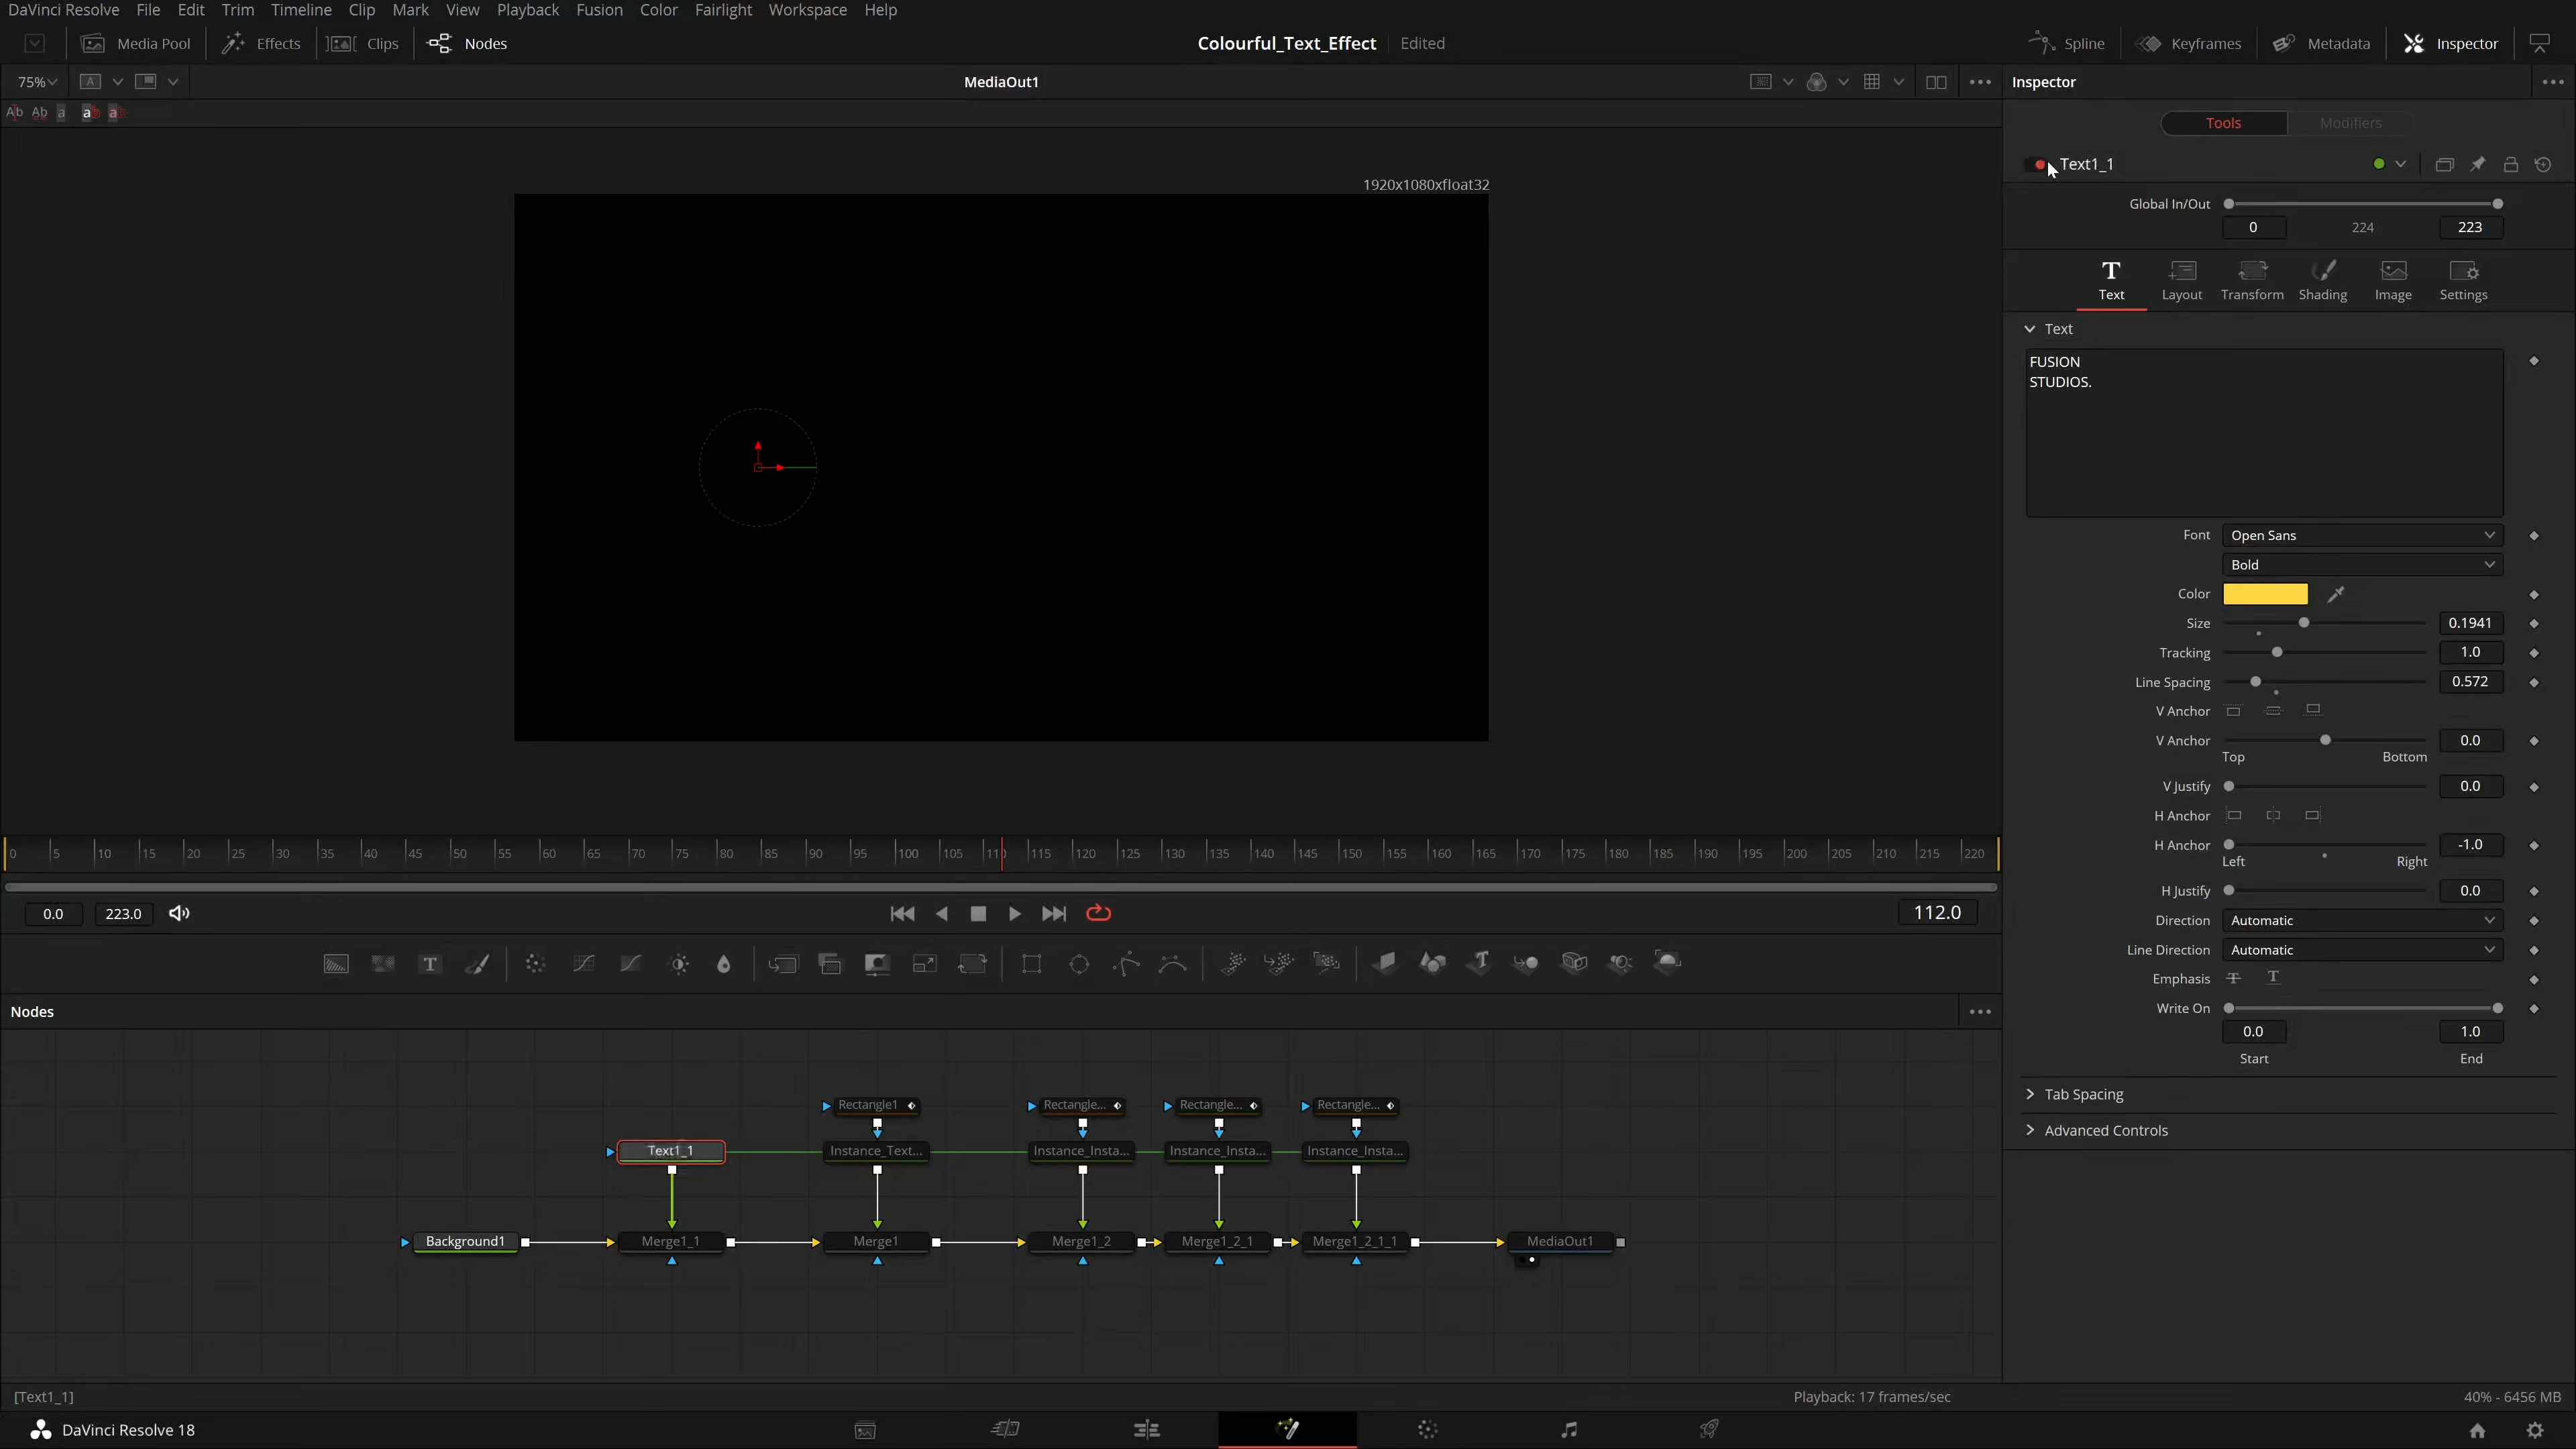 DaVinci Resolve File Edit Trim Timeline Clip Mark View Playback Fusion Color Fairlight Workspace Help
Media Pool Effects Clips Nodes Colourful_Text_Effect Edited Spline Keyframes Metadata Inspector
75% A MediaOut1 Inspector
Ab Ab a ab ab
Tools Modifiers
Text1_1
1920x1080xfloat32
Global In/Out
0 224 223
Text Layout Transform Shading Image Settings
Text
FUSION
STUDIOS.
Font Open Sans
Bold
Color
Size 0.1941
Tracking 1.0
Line Spacing 0.572
V Anchor
V Anchor 0.0
Top Bottom
V Justify 0.0
H Anchor
H Anchor -1.0
Left Right
H Justify 0.0
Direction Automatic
Line Direction Automatic
Emphasis
Write On
0.0 1.0
Start End
Tab Spacing
Advanced Controls
0 5 10 15 20 25 30 35 40 45 50 55 60 65 70 75 80 85 90 95 100 105 115 120 125 130 135 140 145 150 155 160 165 170 175 180 185 190 195 200 205 210 215 220
0.0 223.0 112.0
Nodes
Rectangle1 Rectangle... Rectangle... Rectangle...
Text1_1 Instance_Text... Instance_Insta... Instance_Insta... Instance_Insta...
Background1 Merge1_1 Merge1 Merge1_2 Merge1_2_1 Merge1_2_1_1 MediaOut1
[Text1_1] Playback: 17 frames/sec 40% - 6456 MB
DaVinci Resolve 18